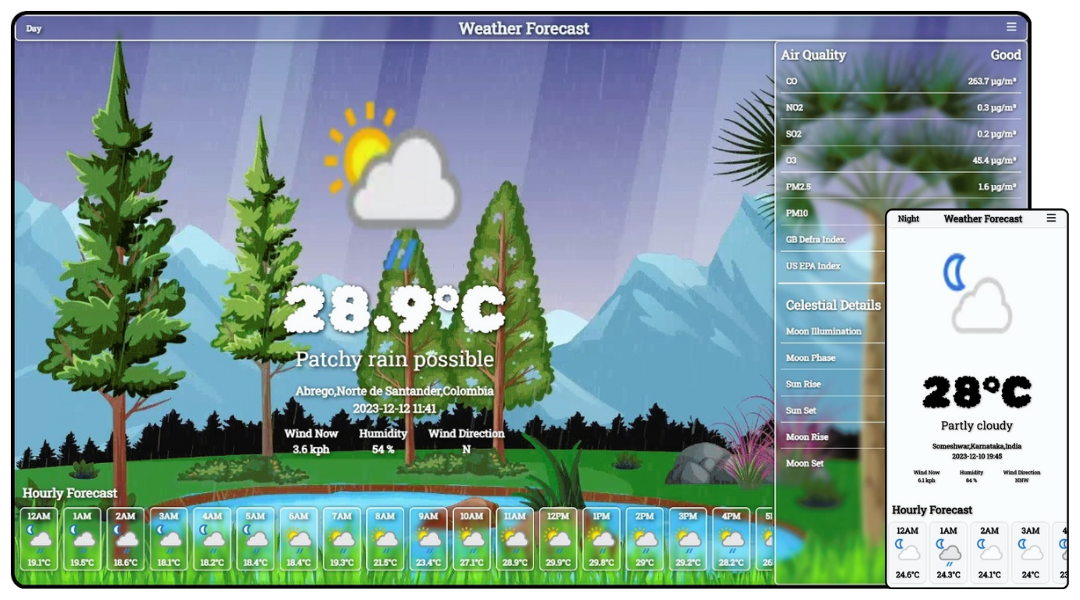 Day
Weather Forecast
☰
28.9°C
Patchy rain possible
Abrego,Norte de Santander,Colombia
2023-12-12 11:41
Wind Now Humidity Wind Direction
3.6 kph 54 % N
Hourly Forecast
12AM 1AM 2AM 3AM 4AM 5AM 6AM 7AM 8AM 9AM 10AM 11AM 12PM 1PM 2PM 3PM 4PM
19.1°C 19.5°C 18.6°C 18.1°C 18.2°C 18.4°C 18.4°C 19.3°C 21.5°C 23.4°C 27.1°C 28.9°C 29.9°C 29.8°C 29°C 29.2°C 28.2°C 26
Air Quality Good
CO 263.7 μg/m³
NO2 0.3 μg/m³
SO2 0.2 μg/m³
O3 45.4 μg/m³
PM2.5 1.6 μg/m³
PM10
GB Defra Index
US EPA Index
Celestial Details
Moon Illumination
Moon Phase
Sun Rise
Sun Set
Moon Rise
Moon Set
Night Weather Forecast ☰
28°C
Partly cloudy
Someshwar,Karnataka,India
2023-12-10 19:45
Wind Now Humidity Wind Direction
6.1 kph 84 % NNW
Hourly Forecast
12AM 1AM 2AM 3AM 4
24.6°C 24.3°C 24.1°C 24°C 23